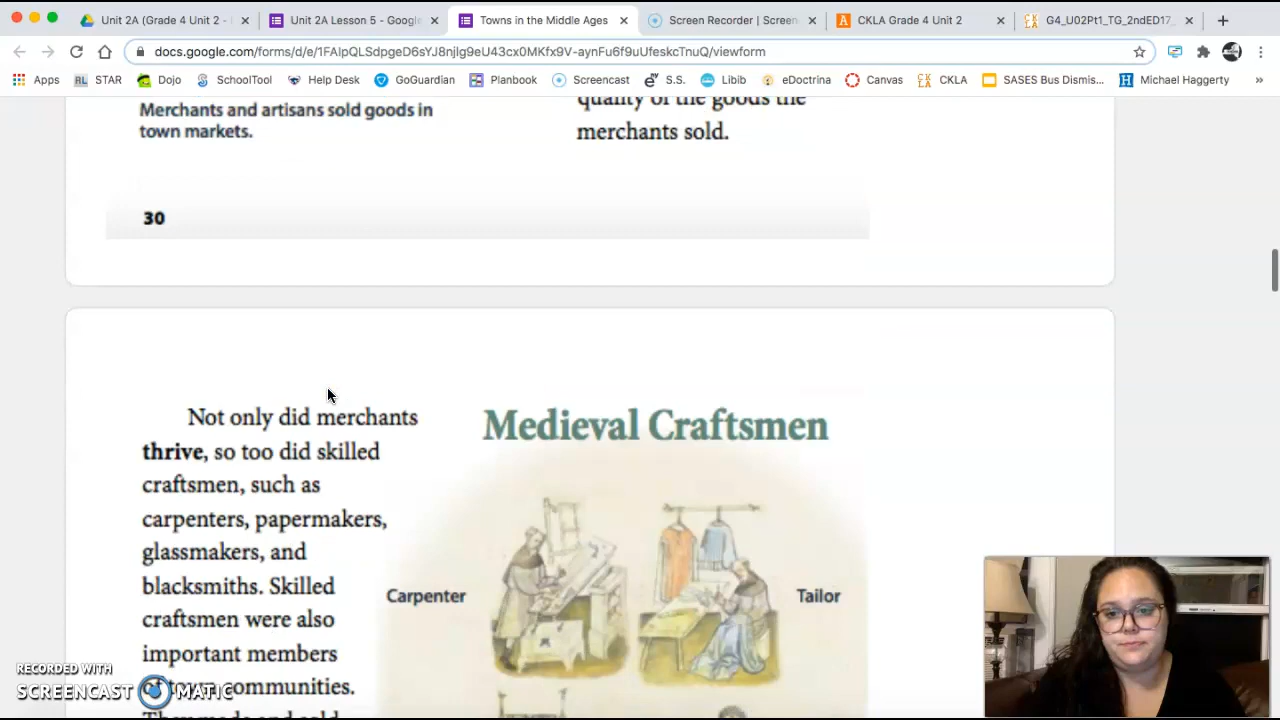 Unit 2A (Grade 4 Unit 2 -
Unit 2A Lesson 5 - Google
Towns in the Middle Ages
Screen Recorder | Screen
CKLA Grade 4 Unit 2
G4_U02Pt1_TG_2ndED17
docs.google.com/forms/d/e/1FAIpQLSdpgeD6sYJ8njlg9eU43cx0MKfx9V-aynFu6f9uUfeskcTnuQ/viewform
Apps
RL STAR
Dojo
SchoolTool
Help Desk
GoGuardian
Planbook
Screencast
S.S.
Libib
eDoctrina
Canvas
CKLA
SASES Bus Dismis...
Michael Haggerty
»
Merchants and artisans sold goods in
town markets.
quality of the goods the
merchants sold.
30
Not only did merchants
thrive, so too did skilled
craftsmen, such as
carpenters, papermakers,
glassmakers, and
blacksmiths. Skilled
craftsmen were also
important members
communities.
They made and sold
Medieval Craftsmen
Carpenter
Tailor
RECORDED WITH
SCREENCAST MATIC